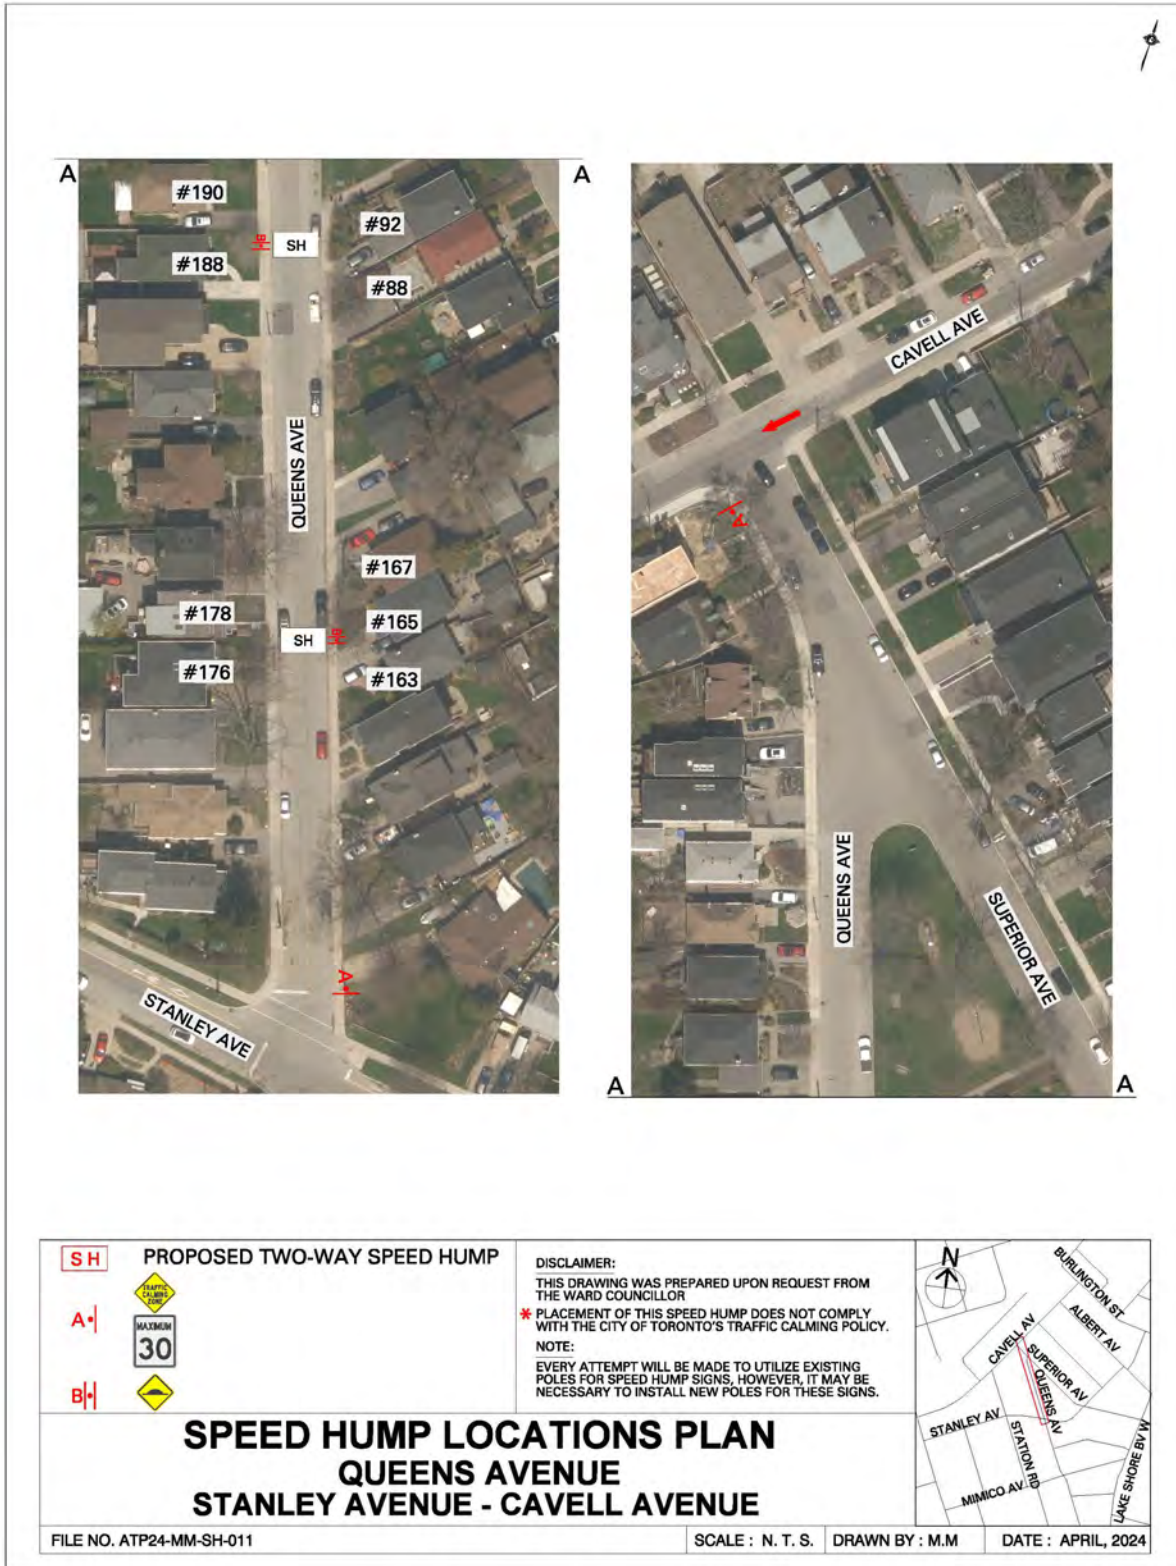 A
A
#190
B
SH
#92
#188
#88
QUEENS AVE
#167
#178
#165
SH
B
#176
#163
A
STANLEY AVE
CAVELL AVE
A
QUEENS AVE
SUPERIOR AVE
A
A
SH
PROPOSED TWO-WAY SPEED HUMP
TRAFFIC
CALMING
ZONE
A
MAXIMUM
30
B
DISCLAIMER:
THIS DRAWING WAS PREPARED UPON REQUEST FROM
THE WARD COUNCILLOR
* PLACEMENT OF THIS SPEED HUMP DOES NOT COMPLY
WITH THE CITY OF TORONTO'S TRAFFIC CALMING POLICY.
NOTE:
EVERY ATTEMPT WILL BE MADE TO UTILIZE EXISTING
POLES FOR SPEED HUMP SIGNS, HOWEVER, IT MAY BE
NECESSARY TO INSTALL NEW POLES FOR THESE SIGNS.
N
BURLINGTON ST
ALBERT AV
CAVELL AV
SUPERIOR AV
QUEENS AV
STANLEY AV
STATION RD
MIMICO AV
LAKE SHORE BV W
SPEED HUMP LOCATIONS PLAN
QUEENS AVENUE
STANLEY AVENUE - CAVELL AVENUE
FILE NO. ATP24-MM-SH-011
SCALE : N. T. S.
DRAWN BY : M.M
DATE : APRIL, 2024